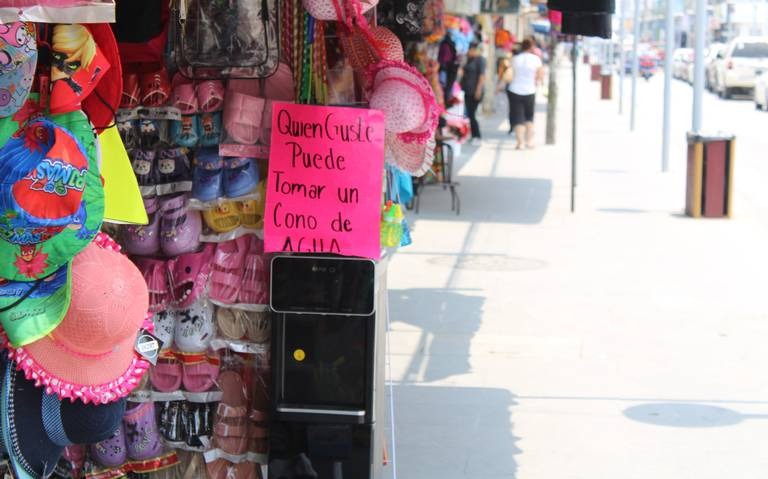 Quien Guste
Puede
Tomar un
Cono de
AGUA